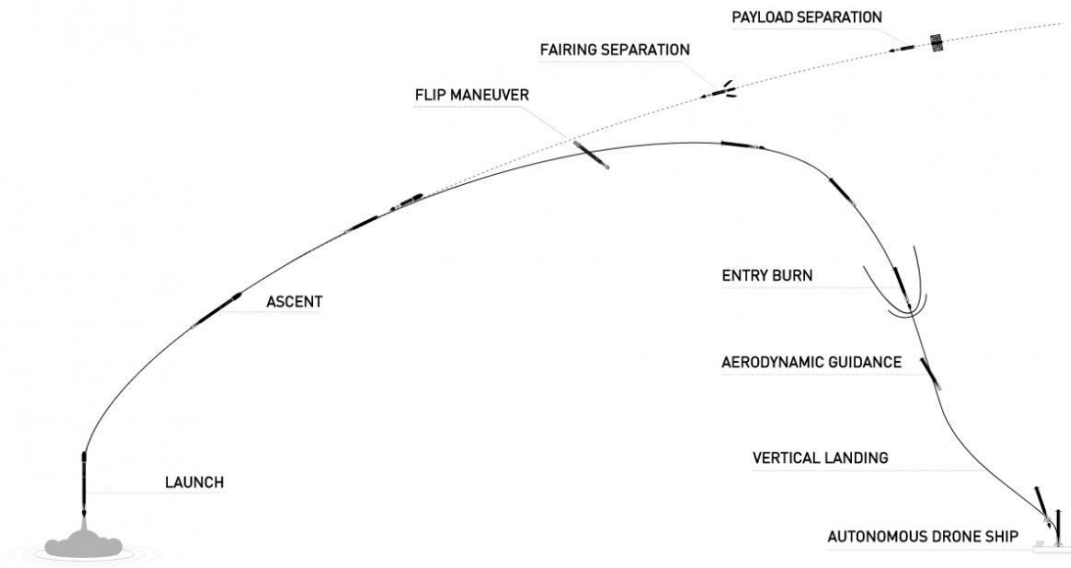 PAYLOAD SEPARATION
FAIRING SEPARATION
FLIP MANEUVER
ENTRY BURN
ASCENT
AERODYNAMIC GUIDANCE
VERTICAL LANDING
LAUNCH
AUTONOMOUS DRONE SHIP